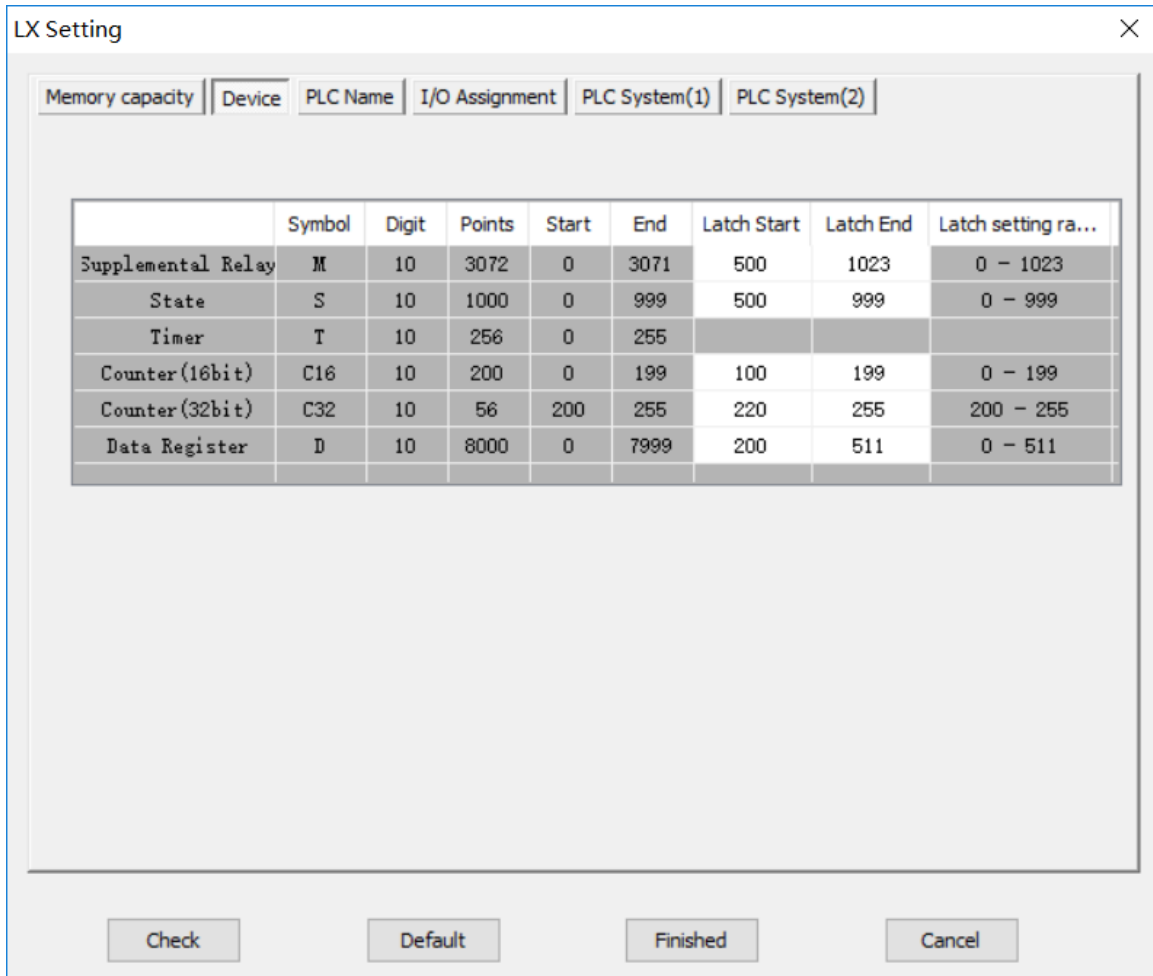 LX Setting
Memory capacity Device PLC Name I/O Assignment PLC System(1) PLC System(2)
Symbol Digit Points Start End Latch Start Latch End Latch setting ra...
Supplemental Relay M 10 3072 0 3071 500 1023 0 - 1023
State S 10 1000 0 999 500 999 0 - 999
Timer T 10 256 0 255
Counter(16bit) C16 10 200 0 199 100 199 0 - 199
Counter(32bit) C32 10 56 200 255 220 255 200 - 255
Data Register D 10 8000 0 7999 200 511 0 - 511
Check Default Finished Cancel